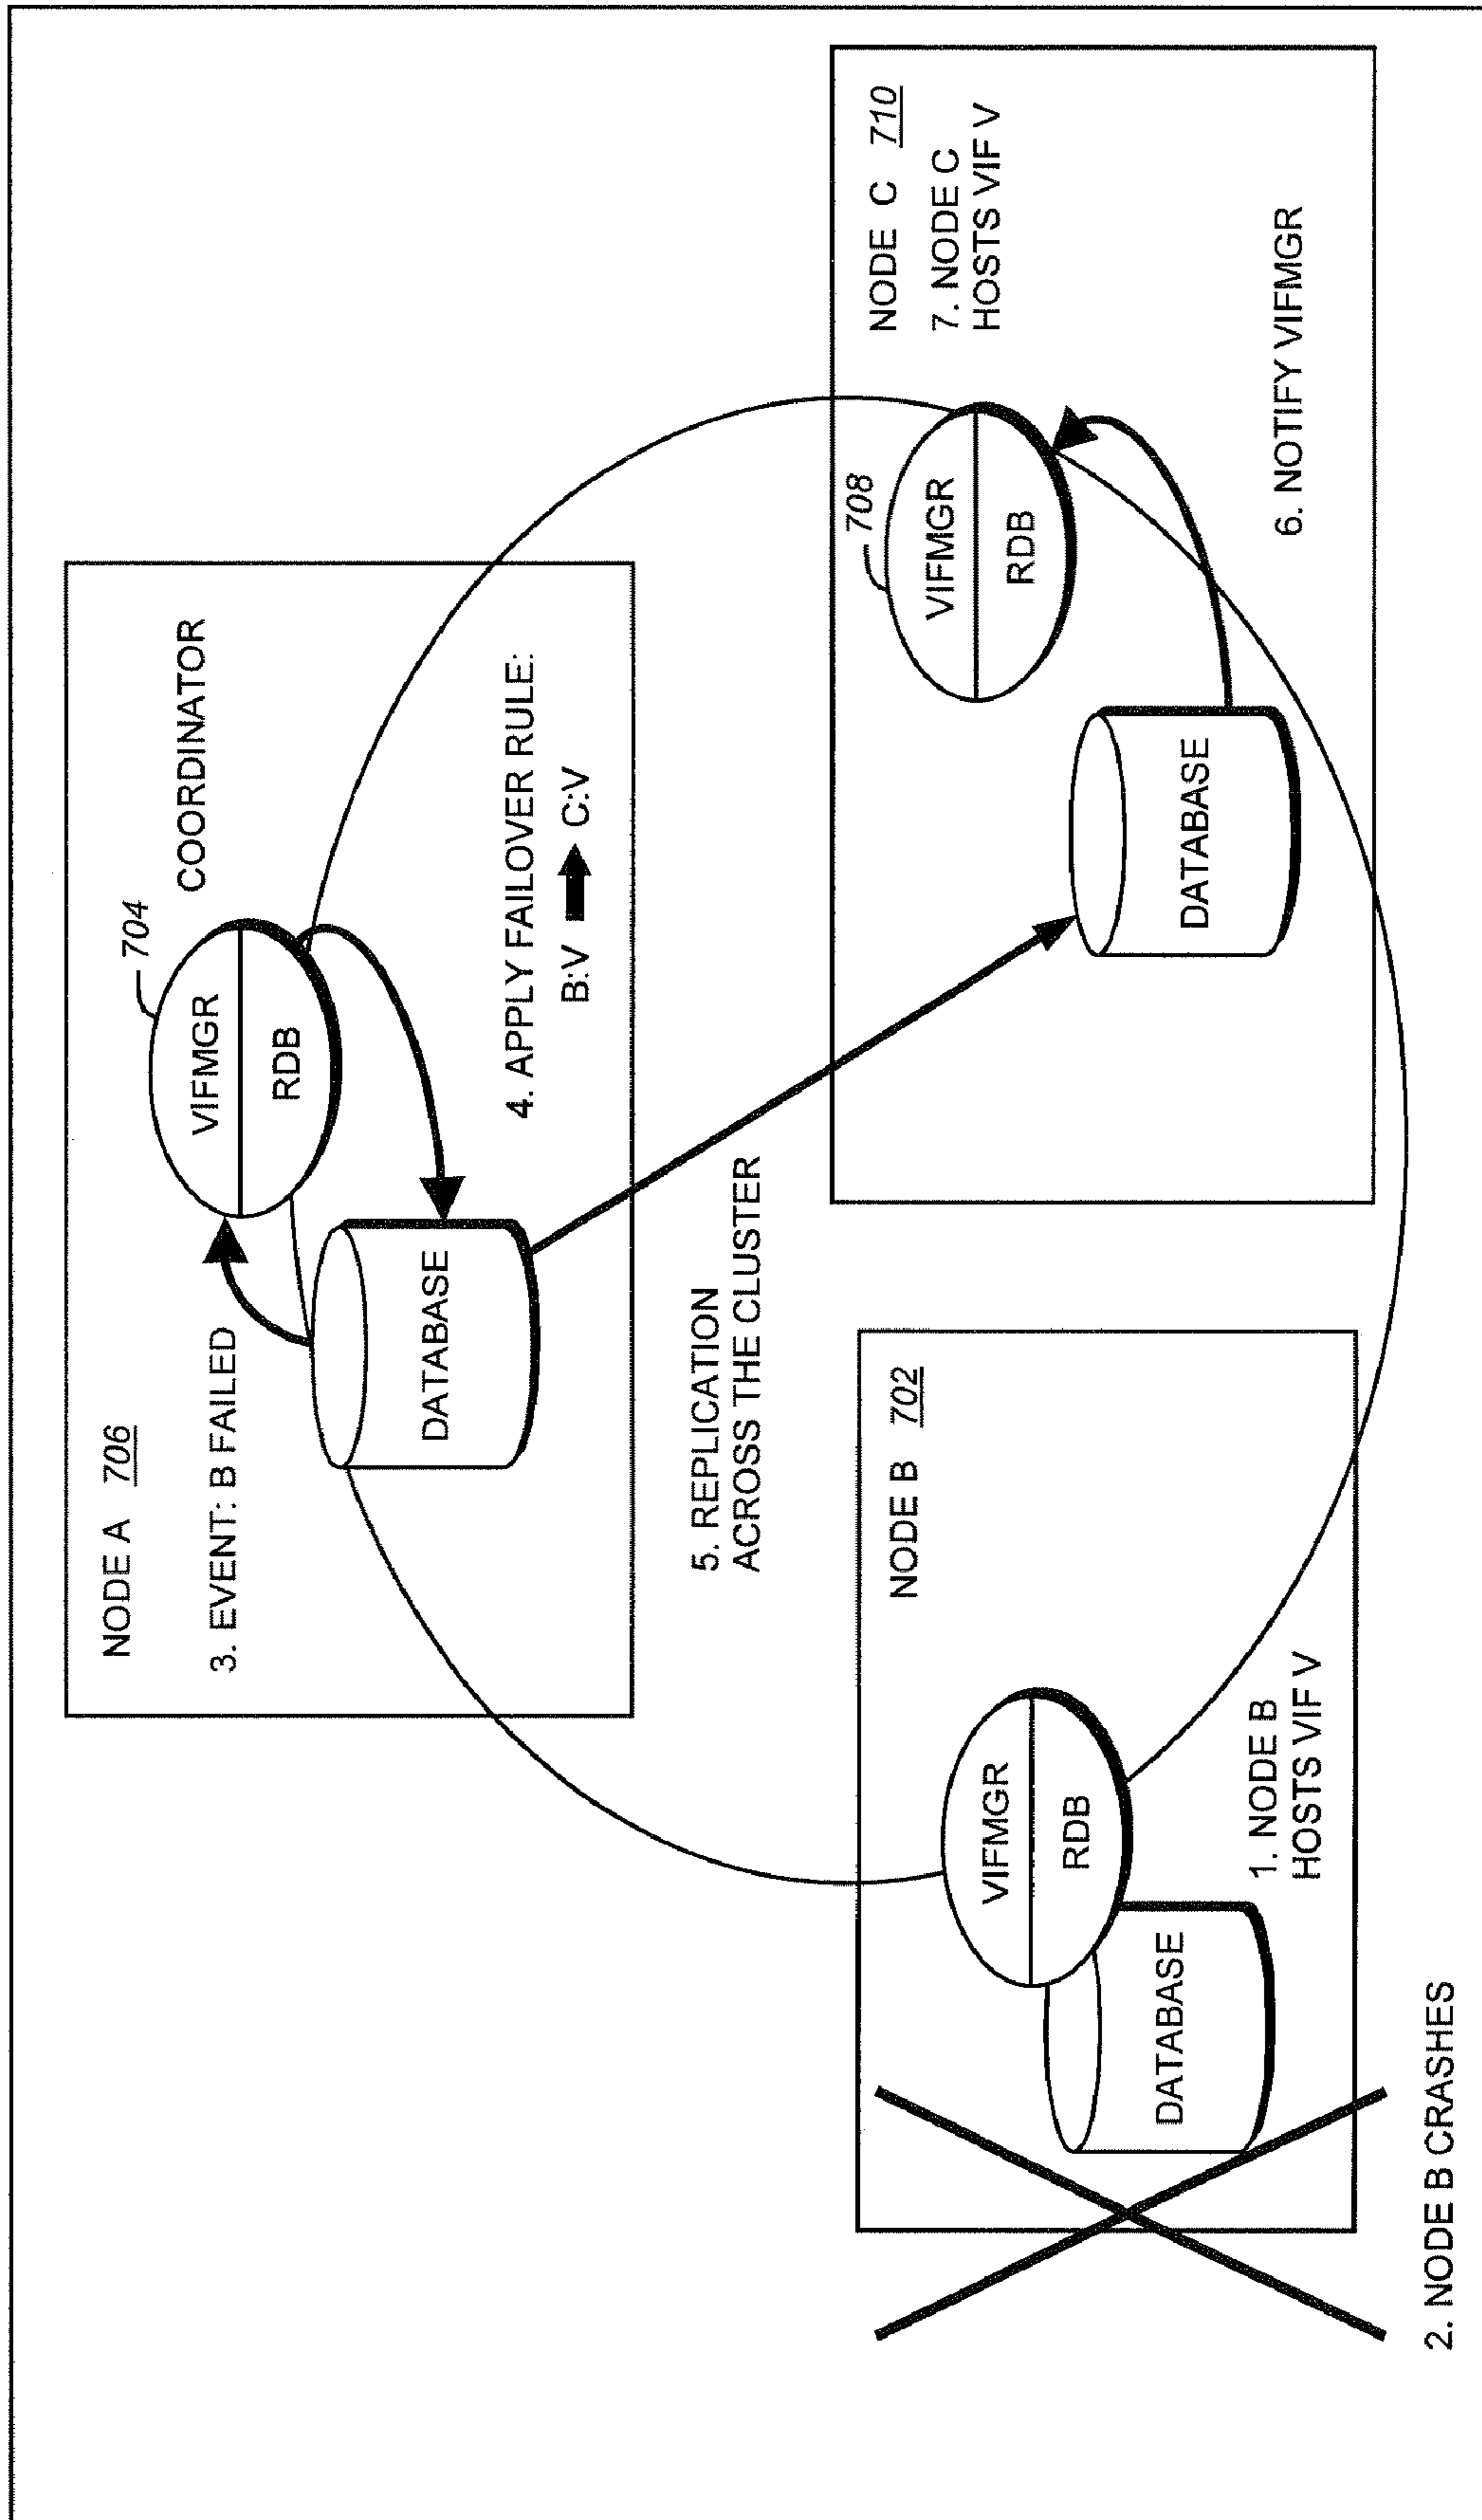 NODE A 706
3. EVENT: B FAILED
DATABASE
VIFMGR
RDB
704
COORDINATOR
4. APPLY FAILOVER RULE:
B:V C:V
5. REPLICATION
ACROSS THE CLUSTER
NODE B 702
VIFMGR
RDB
DATABASE
1. NODE B
HOSTS VIF V
2. NODE B CRASHES
NODE C 710
7. NODE C
HOSTS VIF V
708
VIFMGR
RDB
DATABASE
6. NOTIFY VIFMGR